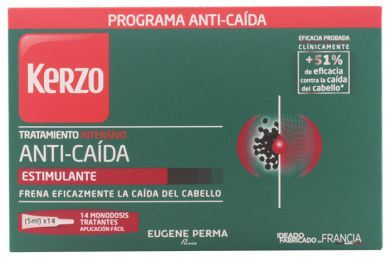 PROGRAMA ANTI-CAÍDA
KeRZO
EFICACIA PROBADA
CLÍNICAMENTE
+51%
de eficacia
contra la caída
del cabello*
TRATAMIENTO INTENSIVO
ANTI-CAÍDA
ESTIMULANTE
FRENA EFICAZMENTE LA CAÍDA DEL CABELLO
(5ml) x14
14 MONODOSIS
TRATANTES
APLICACIÓN FÁCIL
EUGENE PERMA
Paris
IDEADO
FABRICADO EN FRANCIA